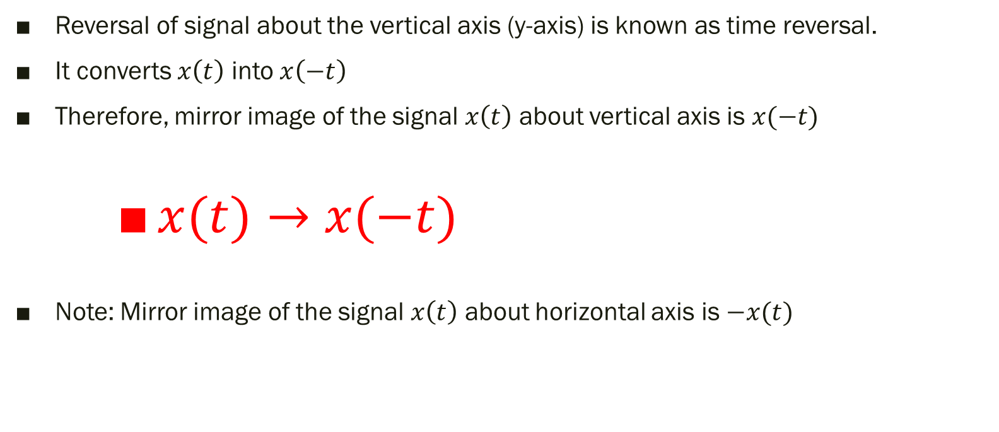 ■ Reversal of signal about the vertical axis (y-axis) is known as time reversal.
■ It converts x(t) into x(−t)
■ Therefore, mirror image of the signal x(t) about vertical axis is x(−t)
■ x(t) → x(−t)
■ Note: Mirror image of the signal x(t) about horizontal axis is −x(t)